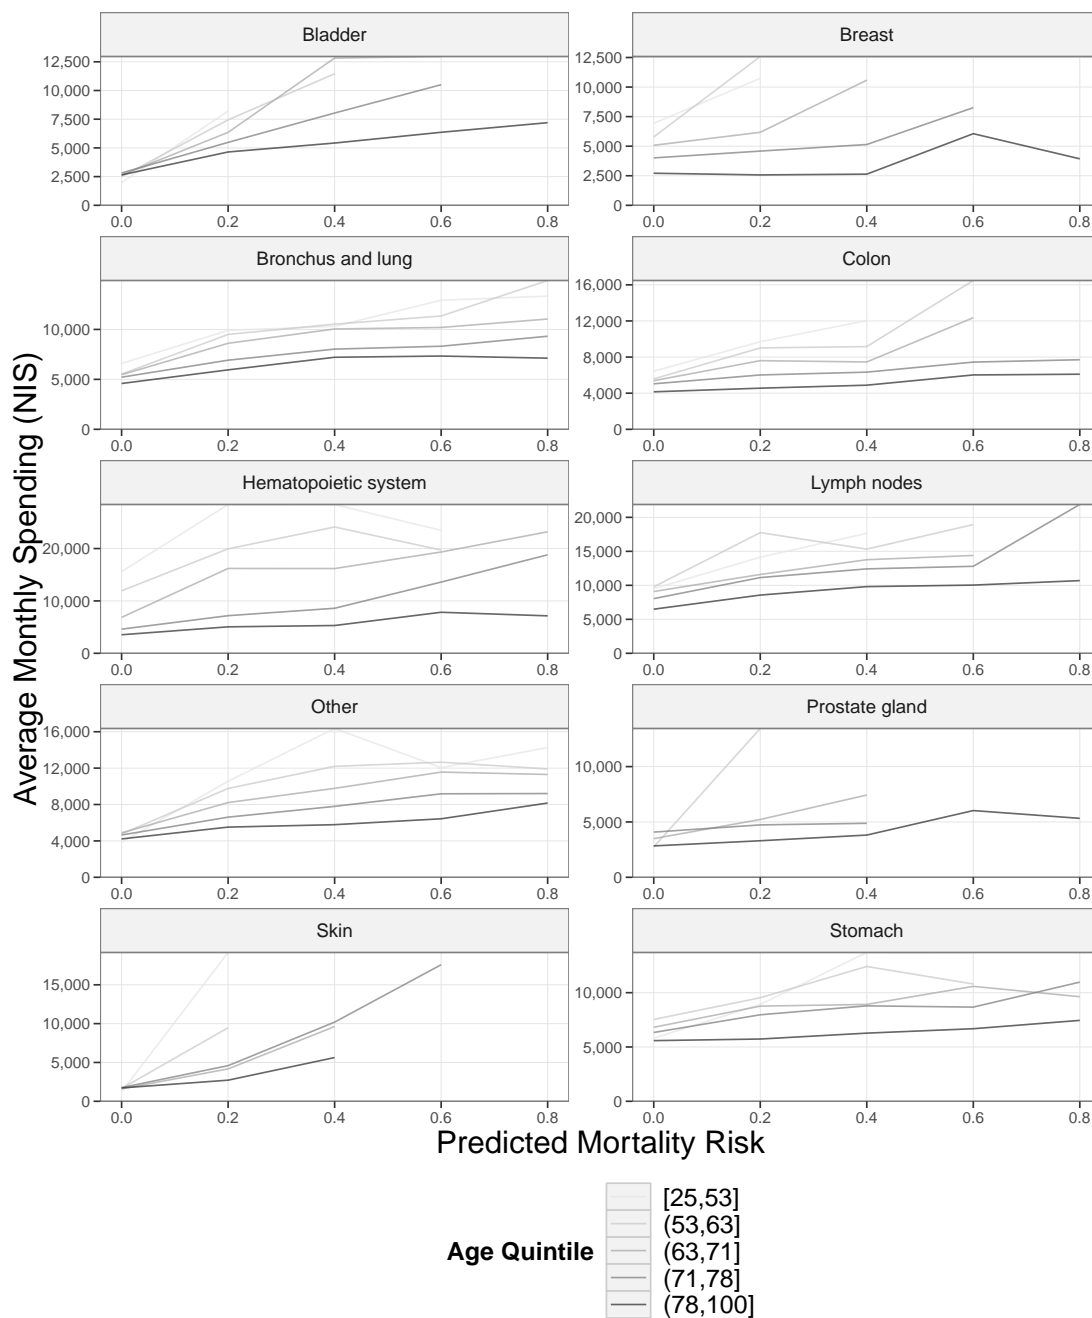 Bladder
12,500
10,000
7,500
5,000
2,500
0
0.0 0.2 0.4 0.6 0.8
Breast
12,500
10,000
7,500
5,000
2,500
0
0.0 0.2 0.4 0.6 0.8
Bronchus and lung
10,000
5,000
0
0.0 0.2 0.4 0.6 0.8
Colon
16,000
12,000
8,000
4,000
0
0.0 0.2 0.4 0.6 0.8
Average Monthly Spending (NIS)
Hematopoietic system
20,000
10,000
0
0.0 0.2 0.4 0.6 0.8
Lymph nodes
20,000
15,000
10,000
5,000
0
0.0 0.2 0.4 0.6 0.8
Other
16,000
12,000
8,000
4,000
0
0.0 0.2 0.4 0.6 0.8
Prostate gland
10,000
5,000
0
0.0 0.2 0.4 0.6 0.8
Skin
15,000
10,000
5,000
0
0.0 0.2 0.4 0.6 0.8
Stomach
10,000
5,000
0
0.0 0.2 0.4 0.6 0.8
Predicted Mortality Risk
Age Quintile
[25,53]
(53,63]
(63,71]
(71,78]
(78,100]